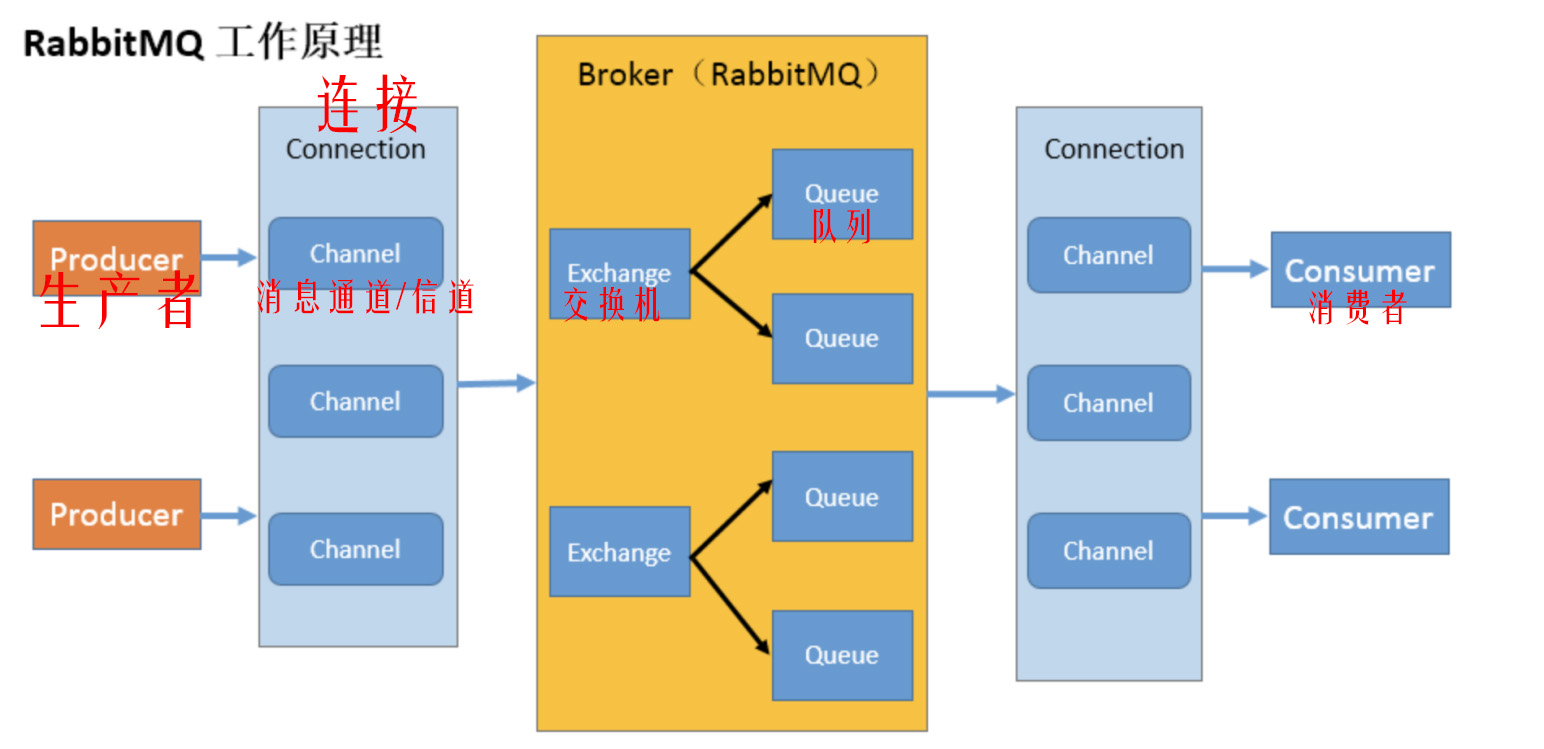 RabbitMQ 工作原理
连接
Connection
Producer
生产者
Channel
消息通道/信道
Channel
Producer
Channel
Broker（RabbitMQ）
Queue
队列
Exchange
交换机
Queue
Queue
Exchange
Queue
Connection
Channel
Channel
Channel
Consumer
消费者
Consumer